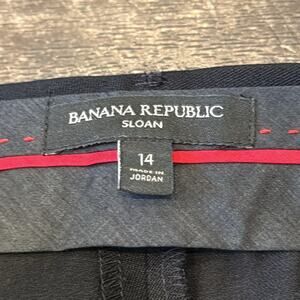 BANANA REPUBLIC
SLOAN
14
MADE IN
JORDAN